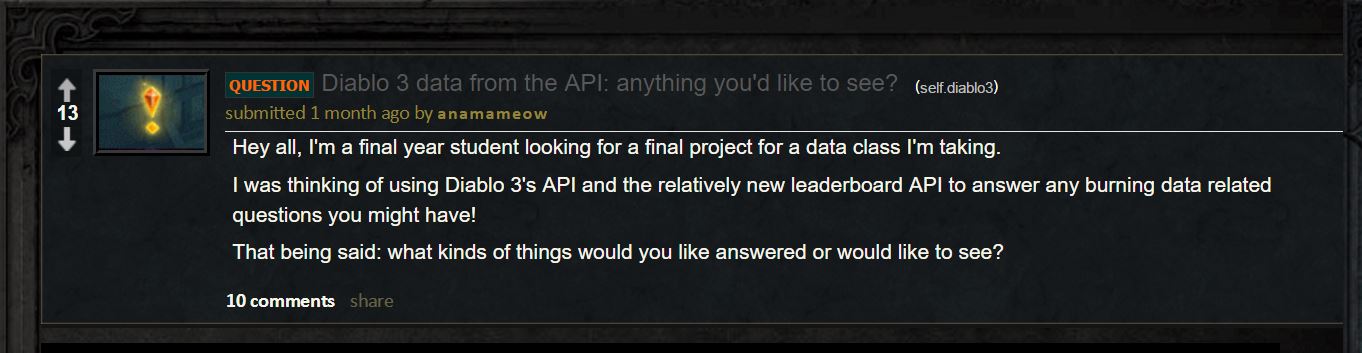 QUESTION Diablo 3 data from the API: anything you'd like to see? (self.diablo3)
13
submitted 1 month ago by anamameow
Hey all, I'm a final year student looking for a final project for a data class I'm taking.
I was thinking of using Diablo 3's API and the relatively new leaderboard API to answer any burning data related
questions you might have!
That being said: what kinds of things would you like answered or would like to see?
10 comments share